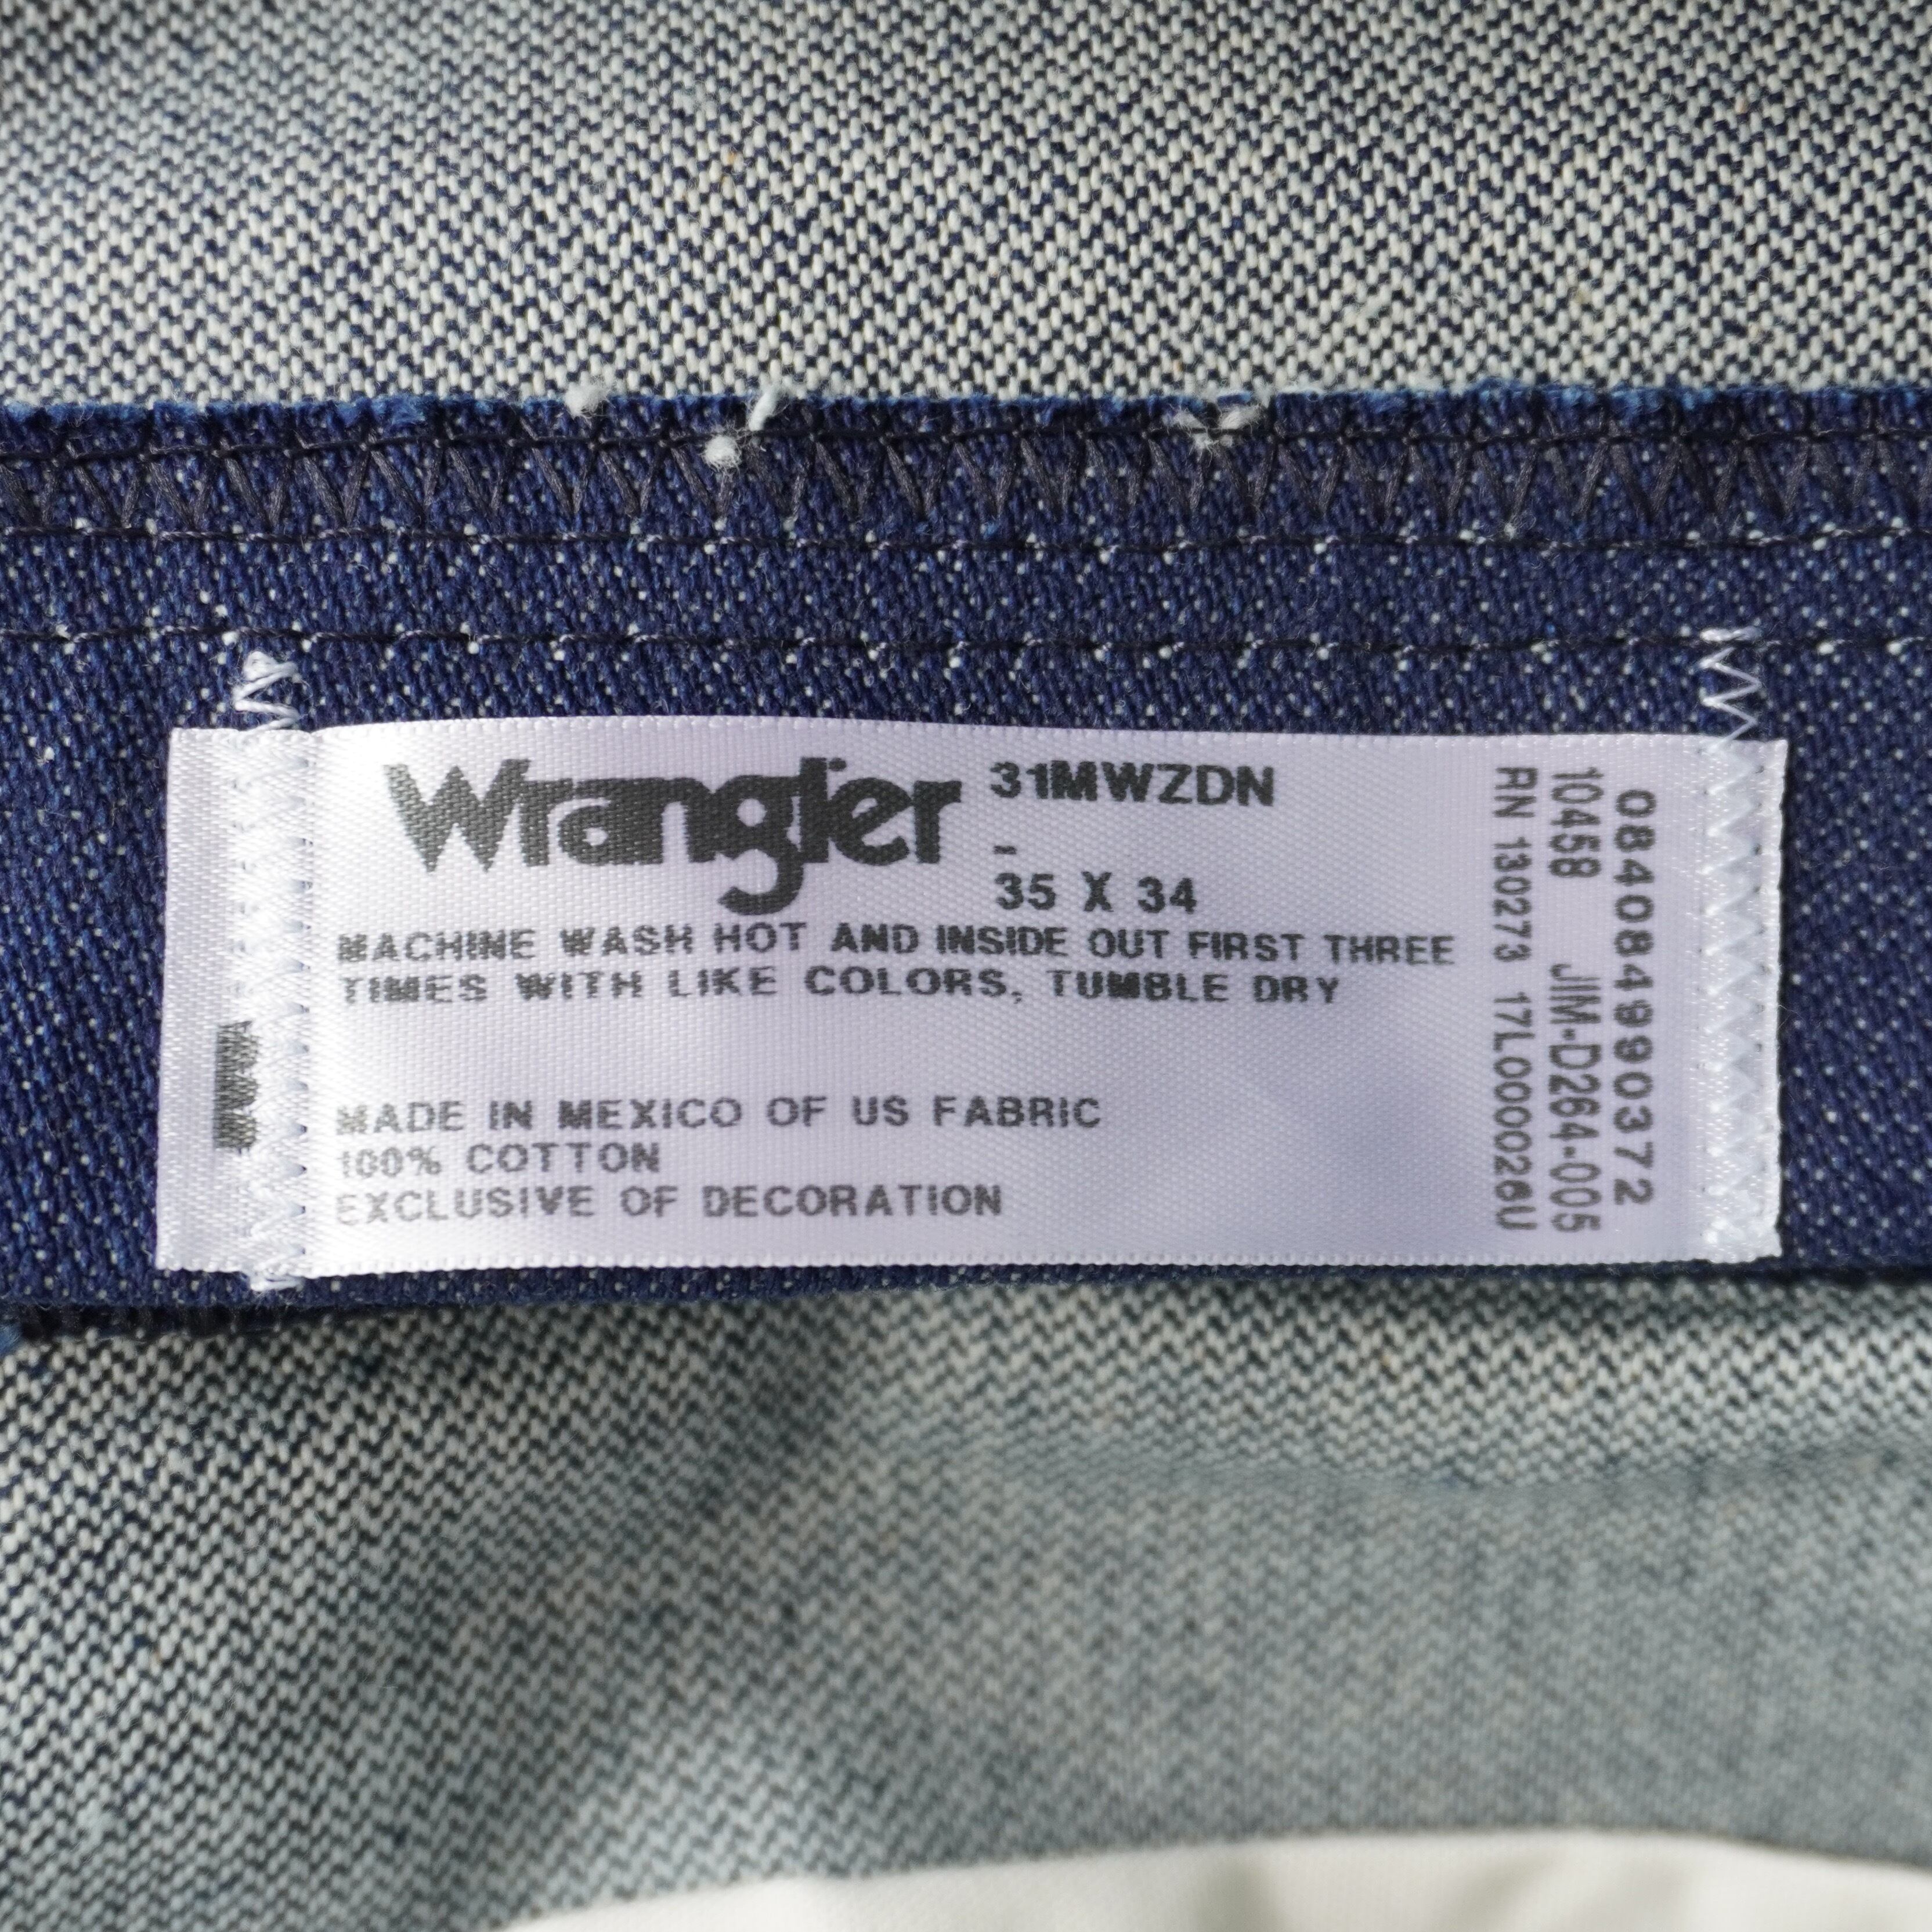 Wrangler
31MWZDN
-
35 X 34
MACHINE WASH HOT AND INSIDE OUT FIRST THREE
TIMES WITH LIKE COLORS, TUMBLE DRY
MADE IN MEXICO OF US FABRIC
100% COTTON
EXCLUSIVE OF DECORATION
084084990372
10458 JIM-D264-005
RN 130273 17L000026U